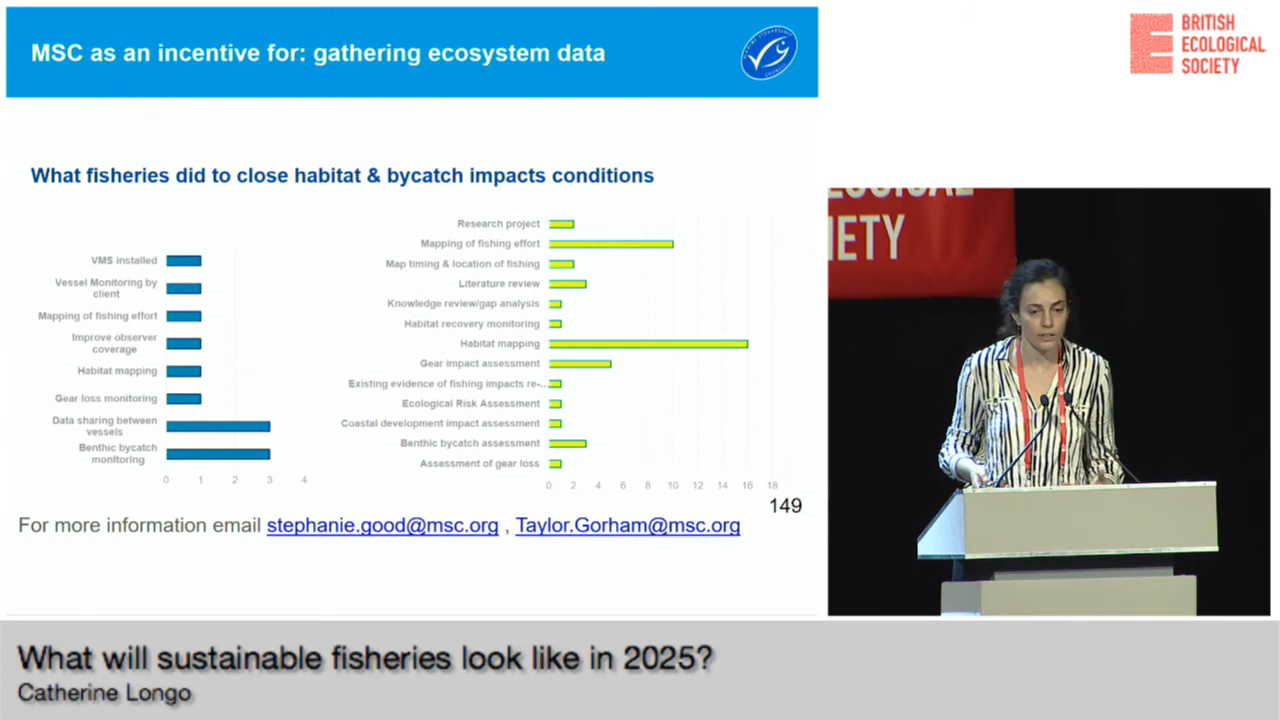 MSC as an incentive for: gathering ecosystem data
BRITISH
ECOLOGICAL
SOCIETY
What fisheries did to close habitat & bycatch impacts conditions
VMS installed
Vessel Monitoring by
client
Mapping of fishing effort
Improve observer
coverage
Habitat mapping
Gear loss monitoring
Data sharing between
vessels
Benthic bycatch
monitoring
0 1 2 3 4
Research project
Mapping of fishing effort
Map timing & location of fishing
Literature review
Knowledge review/gap analysis
Habitat recovery monitoring
Habitat mapping
Gear impact assessment
Existing evidence of fishing impacts re-...
Ecological Risk Assessment
Coastal development impact assessment
Benthic bycatch assessment
Assessment of gear loss
0 2 4 6 8 10 12 14 16 18
149
For more information email stephanie.good@msc.org , Taylor.Gorham@msc.org
IETY
What will sustainable fisheries look like in 2025?
Catherine Longo